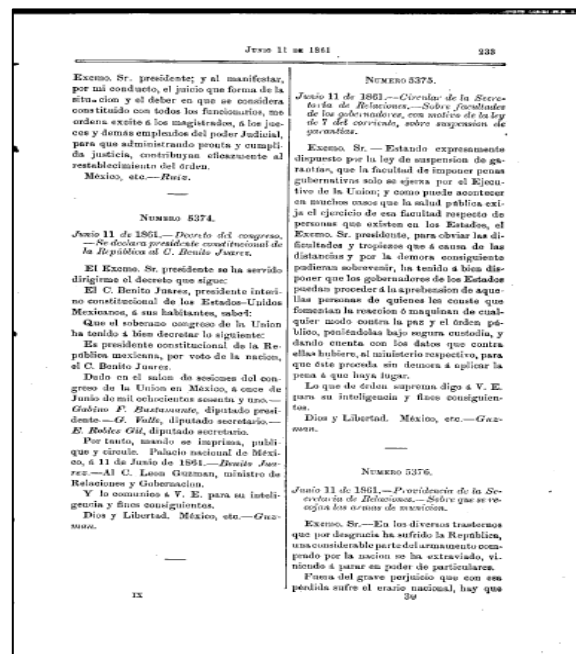 JUNIO 11 DE 1861
233
Excmo. Sr. presidente; y al manifestar,
por mi conducto, el juicio que forma de la
situacion y el deber en que se considera
constituido con todos los funcionarios, me
ordena excite á los magistrados, á los jue-
ces y demás empleados del poder Judicial,
para que administrando pronta y cumpli-
da justicia, contribuyan eficazmente al
restablecimiento del órden.
México, etc.—Ruiz.
NUMERO 5374.
Junio 11 de 1861.—Decreto del congreso.
—Se declara presidente constitucional de
la República al C. Benito Juarez.
El Excmo. Sr. presidente se ha servido
dirigirme el decreto que sigue:
El C. Benito Juarez, presidente interi-
no constitucional de los Estados-Unidos
Mexicanos, á sus habitantes, sabed:
Que el soberano congreso de la Union
ha tenido á bien decretar lo siguiente:
Es presidente constitucional de la Re-
pública mexicana, por voto de la nacion,
el C. Benito Juarez.
Dado en el salon de sesiones del con-
greso de la Union en México, á once de
Junio de mil ochocientos sesenta y uno.—
Gabino F. Bustamante, diputado presi-
dente.—G. Valle, diputado secretario.—
E. Robles Gil, diputado secretario.
Por tanto, mando se imprima, publi-
que y circule. Palacio nacional de Méxi-
co, á 11 de Junio de 1861.—Benito Jua-
rez.—Al C. Leon Guzman, ministro de
Relaciones y Gobernacion.
Y lo comunico á V. E. para su inteli-
gencia y fines consiguientes.
Dios y Libertad. México, etc.—Guz-
man.
IX
NUMERO 5375.
Junio 11 de 1861.—Circular de la Secre-
taría de Relaciones.—Sobre facultades
de los gobernadores, con motivo de la ley
de 7 del corriente, sobre suspension de
garantías.
Excmo. Sr.—Estando expresamente
dispuesto por la ley de suspension de ga-
rantías, que la facultad de imponer penas
gubernativas solo se ejerza por el Ejecu-
tivo de la Union; y como puede acontecer
en muchos casos que la salud pública exi-
ja el ejercicio de esa facultad respecto de
personas que existen en los Estados, el
Excmo. Sr. presidente, para obviar las di-
ficultades y tropiezos que á causa de las
distancias y por la demora consiguiente
pudieran sobrevenir, ha tenido á bien dis-
poner que los gobernadores de los Estados
puedan proceder á la aprehension de aque-
llas personas de quienes les conste que
fomentan la reaccion ó maquinan de cual-
quier modo contra la paz y el órden pú-
blico, poniéndolas bajo segura custodia, y
dando cuenta con los datos que contra
ellas hubiere, al ministerio respectivo, para
que éste proceda sin demora á aplicar la
pena á que haya lugar.
Lo que de órden suprema digo á V. E.
para su inteligencia y fines consiguien-
tes.
Dios y Libertad. México, etc.—Guz-
man.
NUMERO 5376.
Junio 11 de 1861.—Providencia de la Se-
cretaría de Relaciones.—Sobre que se re-
cojan las armas de municion.
Excmo. Sr.—En los diversos trastornos
que por desgracia ha sufrido la República,
una considerable parte del armamento com-
prado por la nacion se ha extraviado, vi-
niendo á parar en poder de particulares.
Fuera del grave perjuicio que con esa
pérdida sufre el erario nacional, hay que